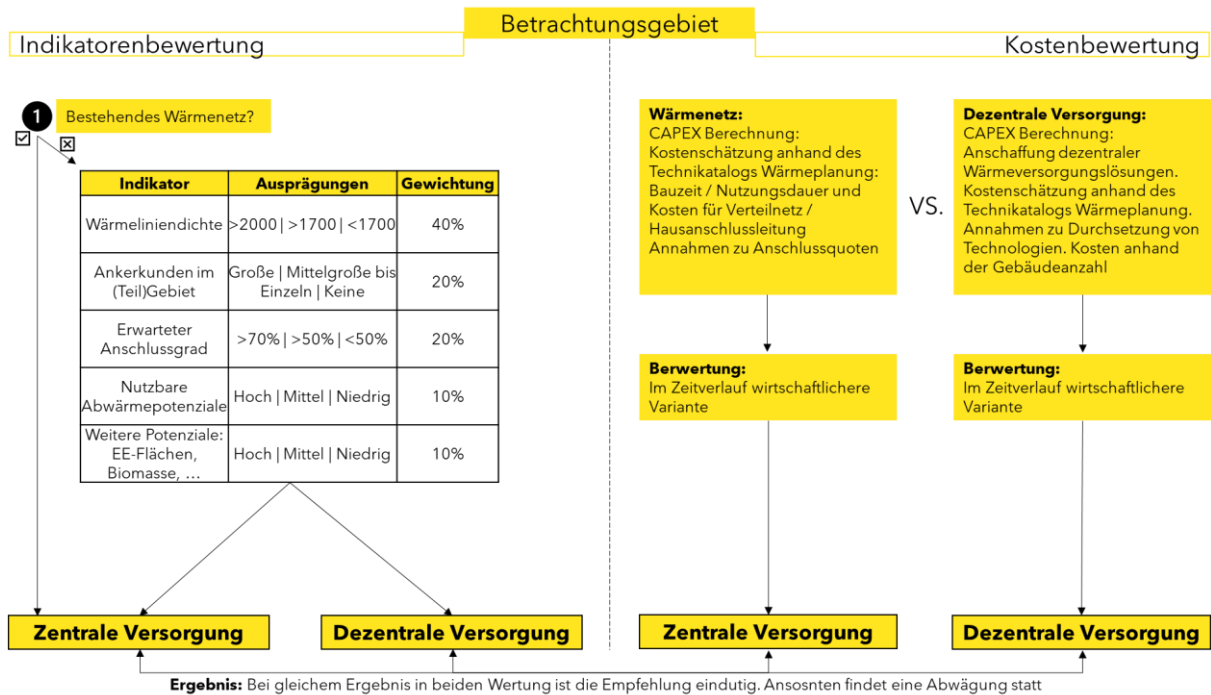 Betrachtungsgebiet
Indikatorenbewertung
Kostenbewertung
1 Bestehendes Wärmenetz?
Indikator Ausprägungen Gewichtung
Wärmeliniendichte >2000 | >1700 | <1700 40%
Ankerkunden im
(Teil)Gebiet
Große | Mittelgroße bis
Einzeln | Keine
20%
Erwarteter
Anschlussgrad
>70% | >50% | <50% 20%
Nutzbare
Abwärmepotenziale
Hoch | Mittel | Niedrig 10%
Weitere Potenziale:
EE-Flächen,
Biomasse, …
Hoch | Mittel | Niedrig 10%
Zentrale Versorgung
Dezentrale Versorgung
Wärmenetz:
CAPEX Berechnung:
Kostenschätzung anhand des
Technikatalogs Wärmeplanung:
Bauzeit / Nutzungsdauer und
Kosten für Verteilnetz /
Hausanschlussleitung
Annahmen zu Anschlussquoten
VS.
Dezentrale Versorgung:
CAPEX Berechnung:
Anschaffung dezentraler
Wärmeversorgungslösungen.
Kostenschätzung anhand des
Technikatalogs Wärmeplanung.
Annahmen zu Durchsetzung von
Technologien. Kosten anhand
der Gebäudeanzahl
Berwertung:
Im Zeitverlauf wirtschaftlichere
Variante
Berwertung:
Im Zeitverlauf wirtschaftlichere
Variante
Zentrale Versorgung
Dezentrale Versorgung
Ergebnis: Bei gleichem Ergebnis in beiden Wertung ist die Empfehlung eindutig. Ansosnten findet eine Abwägung statt